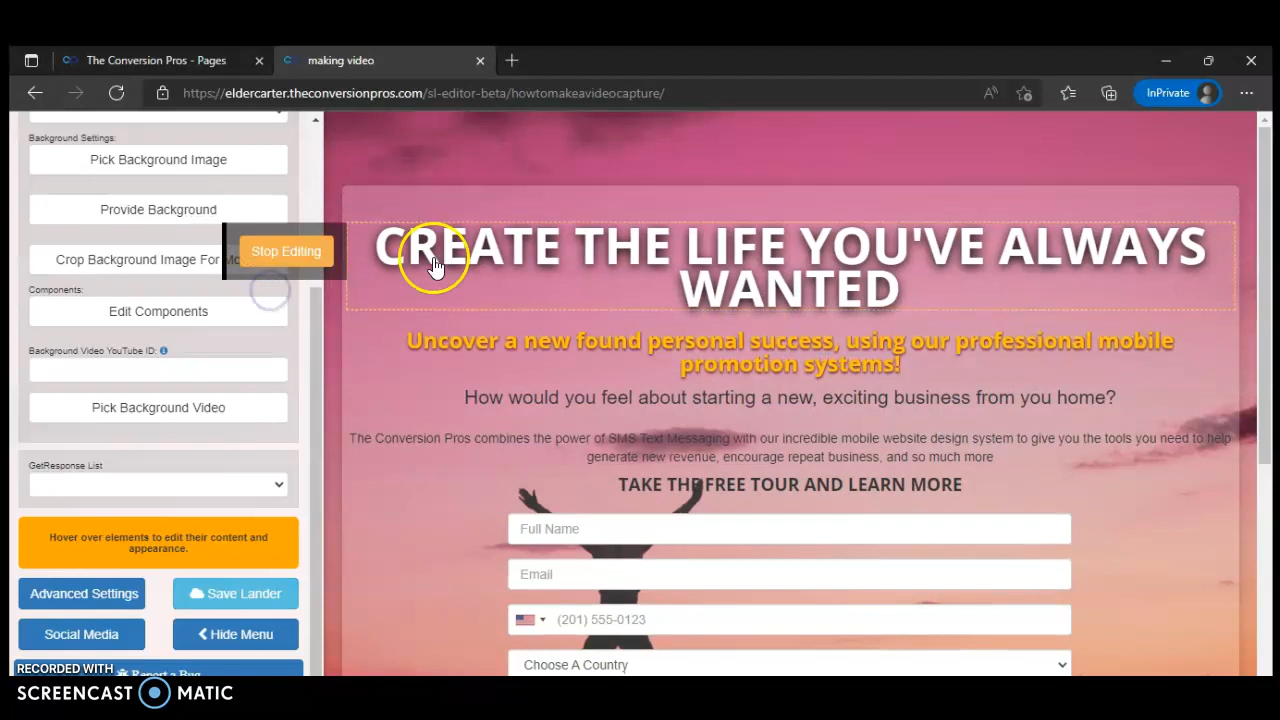 The Conversion Pros - Pages
making video
https://eldercarter.theconversionpros.com/sl-editor-beta/howtomakeavideocapture/
InPrivate
Background Settings:
Pick Background Image
Provide Background
Stop Editing
Crop Background Image For Mo
Components:
Edit Components
Background Video YouTube ID:
Pick Background Video
GetResponse List
Hover over elements to edit their content and
appearance.
Advanced Settings
Save Lander
Social Media
Hide Menu
Report a Bug
CREATE THE LIFE YOU'VE ALWAYS
WANTED
Uncover a new found personal success, using our professional mobile
promotion systems!
How would you feel about starting a new, exciting business from you home?
The Conversion Pros combines the power of SMS Text Messaging with our incredible mobile website design system to give you the tools you need to help
generate new revenue, encourage repeat business, and so much more
TAKE THE FREE TOUR AND LEARN MORE
Full Name
Email
(201) 555-0123
Choose A Country
RECORDED WITH
SCREENCAST MATIC